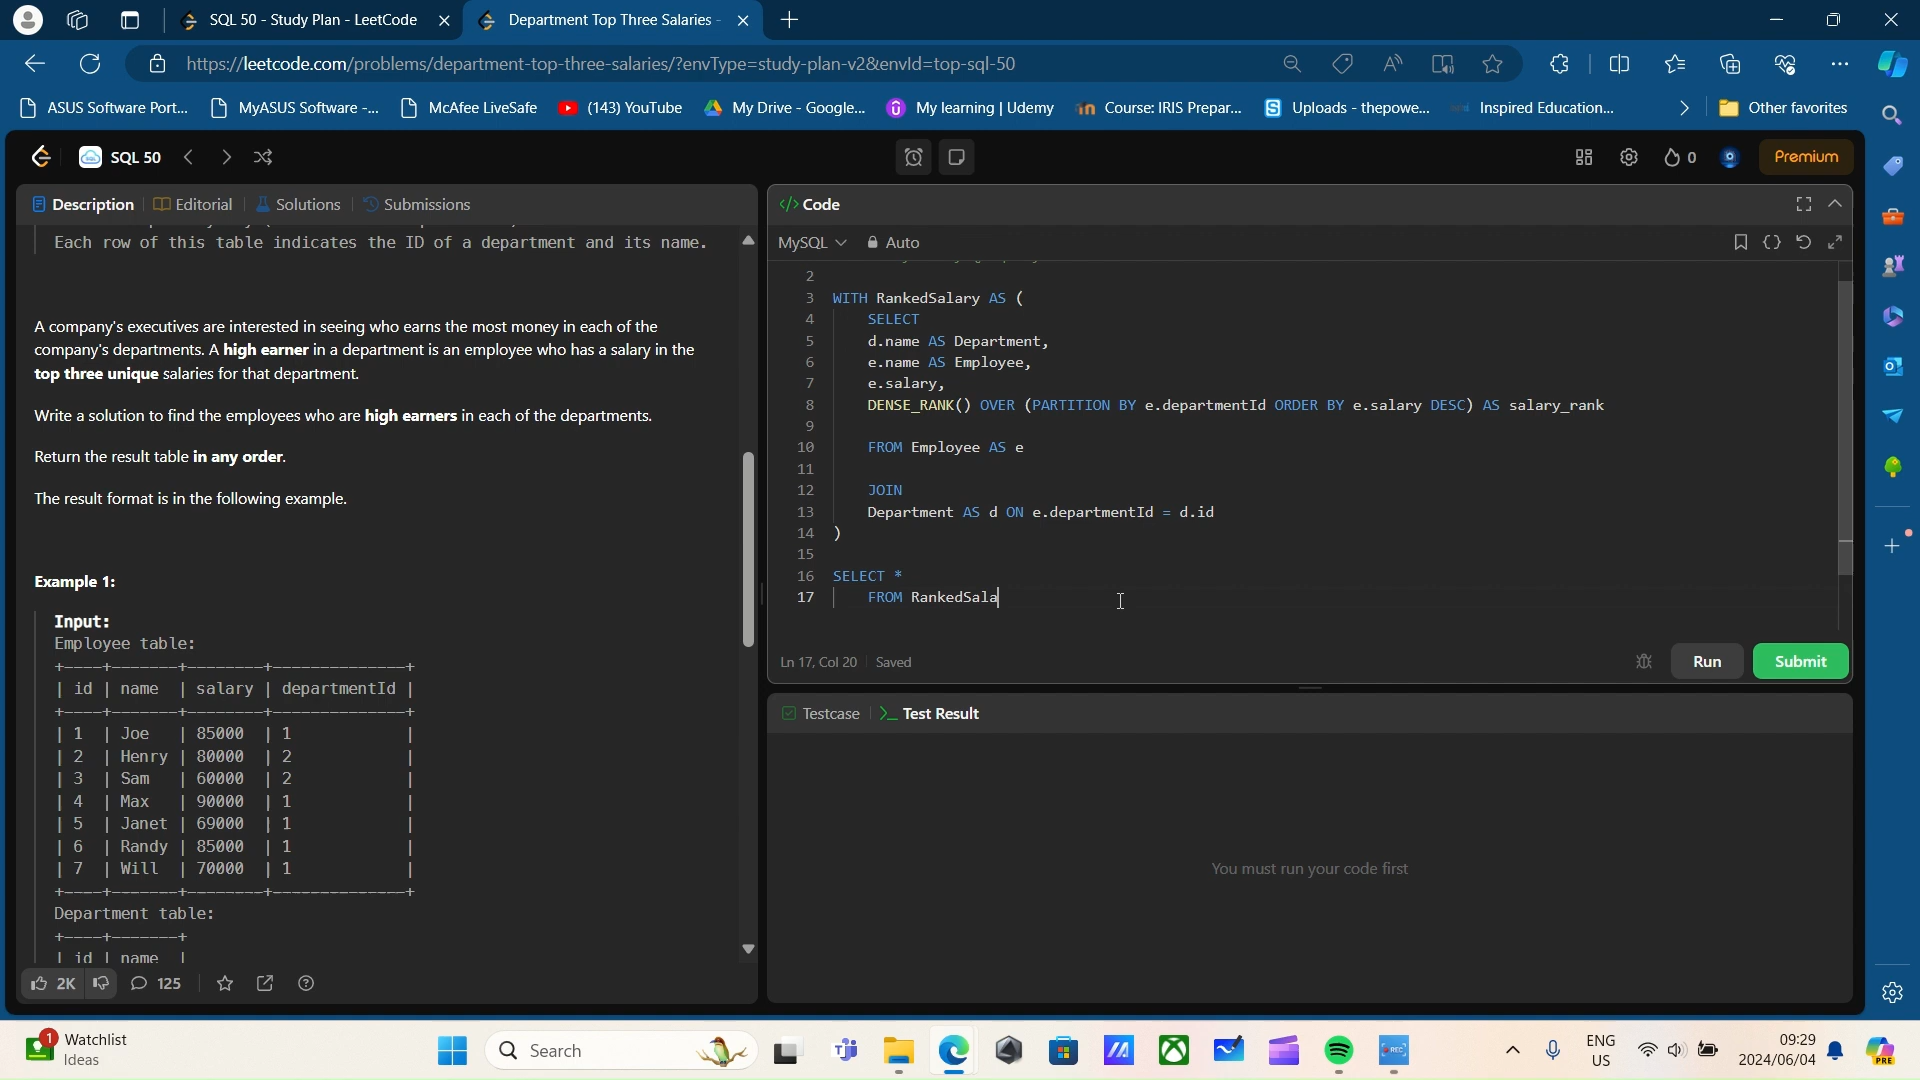 SQL 50 - Study Plan - LeetCode
Department Top Three Salaries -
https://leetcode.com/problems/department-top-three-salaries/?envType=study-plan-v2&envId=top-sql-50
ASUS Software Port...
MyASUS Software -...
McAfee LiveSafe
(143) YouTube
My Drive - Google...
My learning | Udemy
Course: IRIS Prepar...
Uploads - thepowe...
Inspired Education...
Other favorites
SQL 50
0
Premium
Description
Editorial
Solutions
Submissions
Each row of this table indicates the ID of a department and its name.
A company's executives are interested in seeing who earns the most money in each of the
company's departments. A high earner in a department is an employee who has a salary in the
top three unique salaries for that department.
Write a solution to find the employees who are high earners in each of the departments.
Return the result table in any order.
The result format is in the following example.
Example 1:
Input:
Employee table:
+----+-------+--------+--------------+
| id | name  | salary | departmentId |
+----+-------+--------+--------------+
| 1  | Joe   | 85000  | 1            |
| 2  | Henry | 80000  | 2            |
| 3  | Sam   | 60000  | 2            |
| 4  | Max   | 90000  | 1            |
| 5  | Janet | 69000  | 1            |
| 6  | Randy | 85000  | 1            |
| 7  | Will  | 70000  | 1            |
+----+-------+--------+--------------+
Department table:
+----+-------+
| id | name  |
2K
125
</> Code
MySQL
Auto
2
3 WITH RankedSalary AS (
4 SELECT
5 d.name AS Department,
6 e.name AS Employee,
7 e.salary,
8 DENSE_RANK() OVER (PARTITION BY e.departmentId ORDER BY e.salary DESC) AS salary_rank
9
10 FROM Employee AS e
11
12 JOIN
13 Department AS d ON e.departmentId = d.id
14 )
15
16 SELECT *
17 FROM RankedSala
Ln 17, Col 20
Saved
Run
Submit
Testcase
>_ Test Result
You must run your code first
1
Watchlist
Ideas
Search
REC
ENG
US
09:29
2024/06/04
PRE